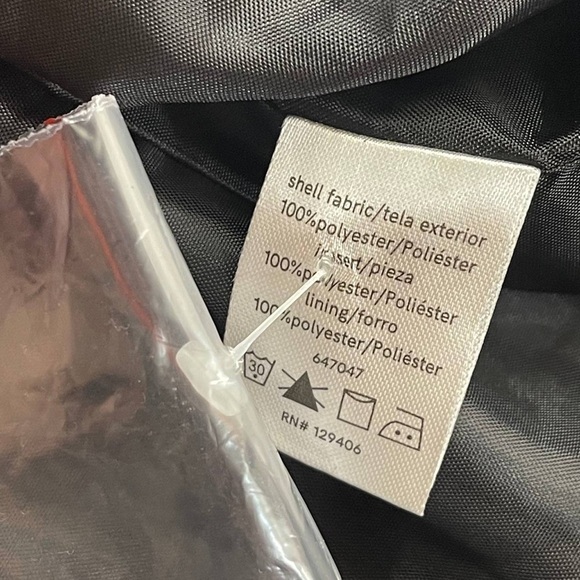 shell fabric/tela exterior
100%polyester/Poliéster
insert/pieza
100%polyester/Poliéster
lining/forro
100%polyester/Poliéster
647047
30
RN# 129406